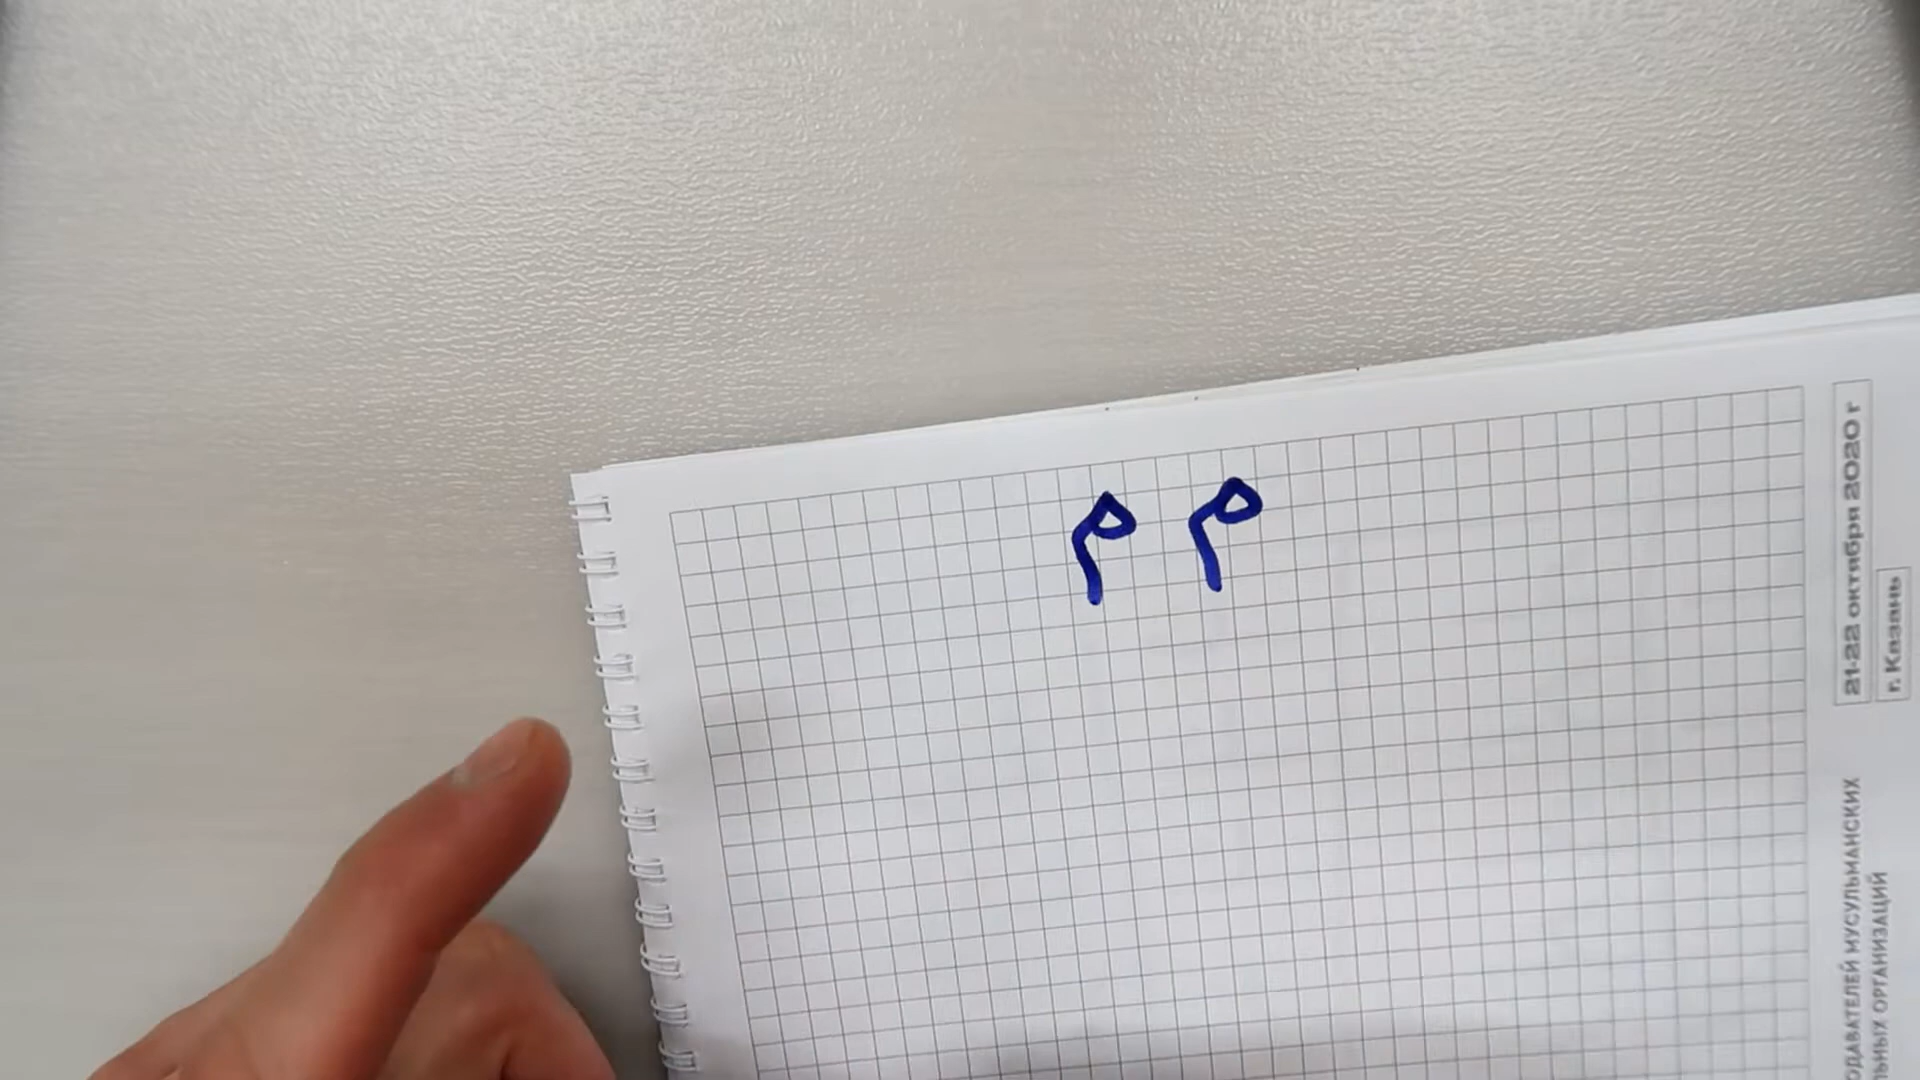 م م
21-22 октября 2020 г
г. Казань
МУСУЛЬМАНСКИХ
ОРГАНИЗАЦИЙ